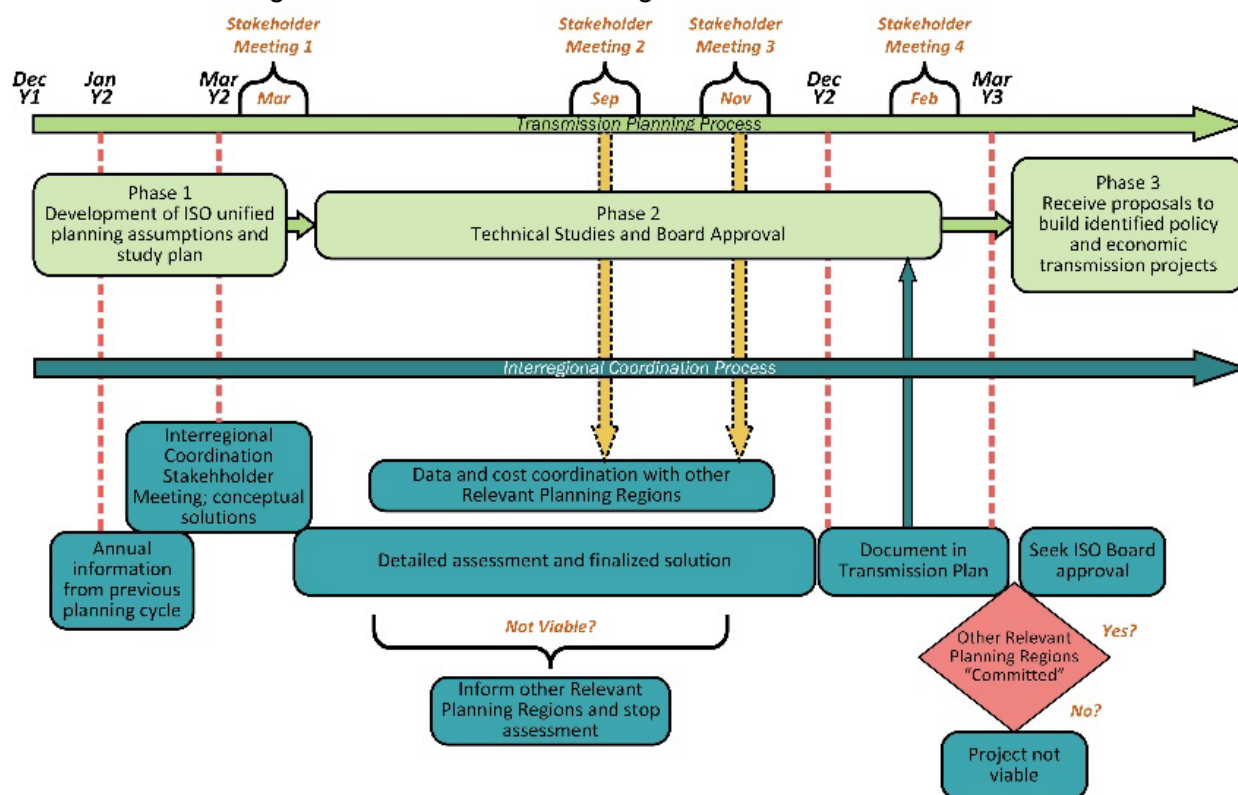 Stakeholder
Meeting 1
Stakeholder
Meeting 2
Stakeholder
Meeting 3
Stakeholder
Meeting 4
Dec
Y1
Jan
Y2
Mar
Y2
Mar
Sep
Nov
Dec
Y2
Feb
Mar
Y3
Transmission Planning Process
Phase 1
Development of ISO unified
planning assumptions and
study plan
Phase 2
Technical Studies and Board Approval
Phase 3
Receive proposals to
build identified policy
and economic
transmission projects
Interregional Coordination Process
Interregional
Coordination
Stakehholder
Meeting; conceptual
solutions
Data and cost coordination with other
Relevant Planning Regions
Annual
information
from previous
planning cycle
Detailed assessment and finalized solution
Document in
Transmission Plan
Seek ISO Board
approval
Not Viable?
Inform other Relevant
Planning Regions and stop
assessment
Other Relevant
Planning Regions
“Committed”
Yes?
No?
Project not
viable